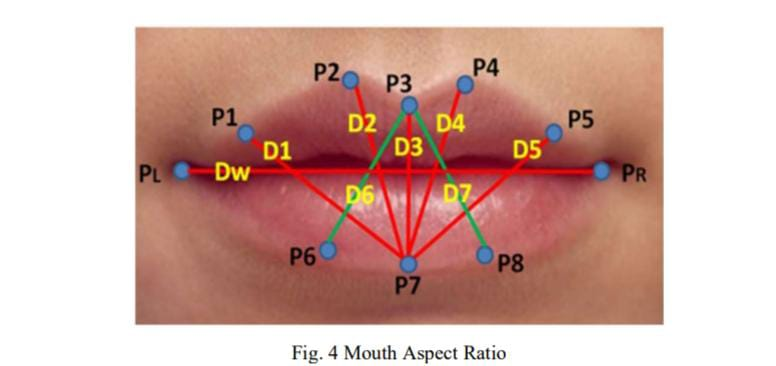 P2 P3 P4
P1 D2 D4 P5
D1 D3 D5
PL Dw PR
D6 D7
P6 P8
P7
Fig. 4 Mouth Aspect Ratio